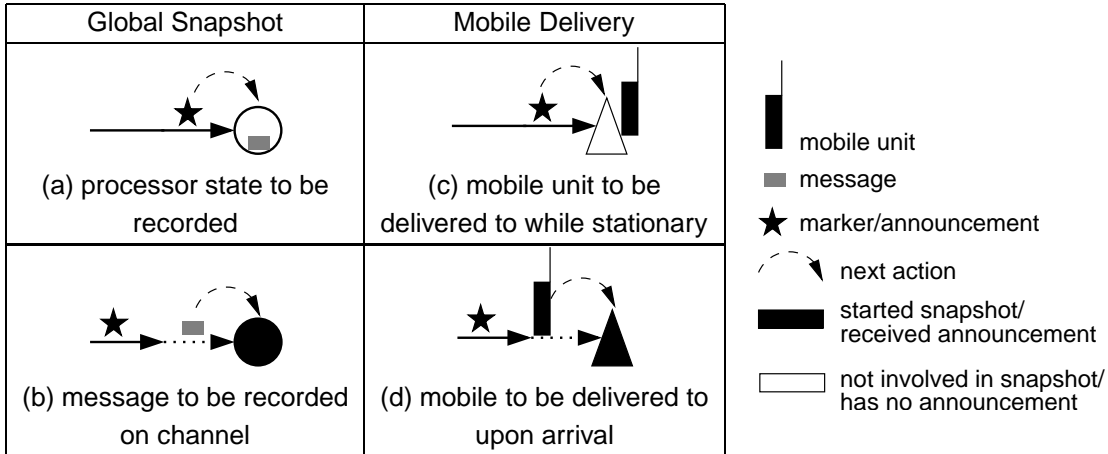 Global Snapshot
Mobile Delivery
(a) processor state to be
recorded
(c) mobile unit to be
delivered to while stationary
(b) message to be recorded
on channel
(d) mobile to be delivered to
upon arrival
mobile unit
message
marker/announcement
next action
started snapshot/
received announcement
not involved in snapshot/
has no announcement